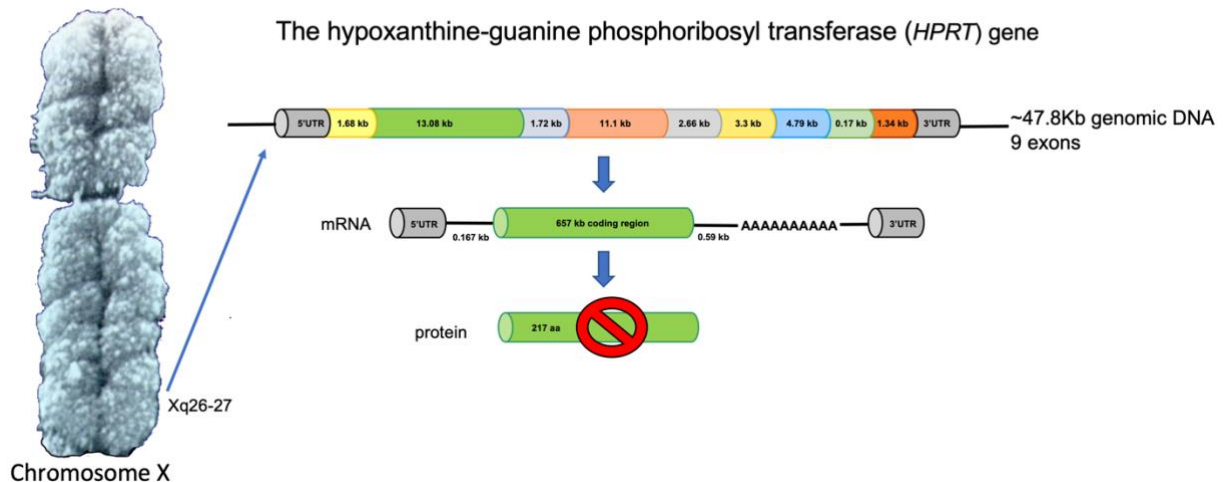 The hypoxanthine-guanine phosphoribosyl transferase (HPRT) gene
5'UTR 1.68 kb 13.08 kb 1.72 kb 11.1 kb 2.66 kb 3.3 kb 4.79 kb 0.17 kb 1.34 kb 3'UTR
~47.8Kb genomic DNA
9 exons
mRNA 5'UTR 657 kb coding region AAAAAAAAAA 3'UTR
0.167 kb 0.59 kb
protein 217 aa
Xq26-27
Chromosome X